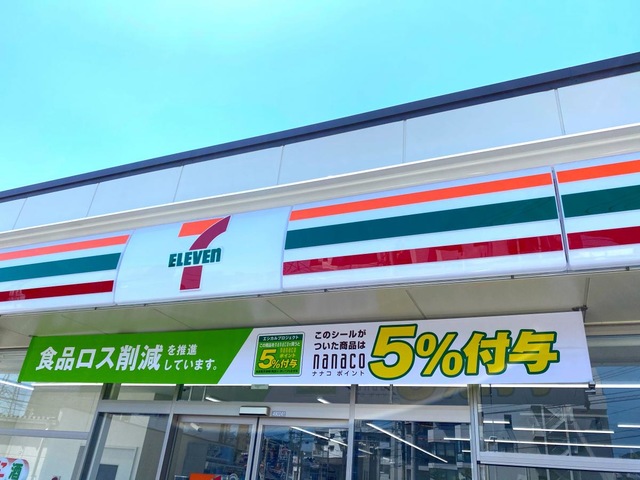 7
ELEVEn
食品ロス削減を推進
しています。
エシカルプロジェクト
5%付与
このシールが
ついた商品は
nanaco
ナナコ ポイント
5%付与
酒